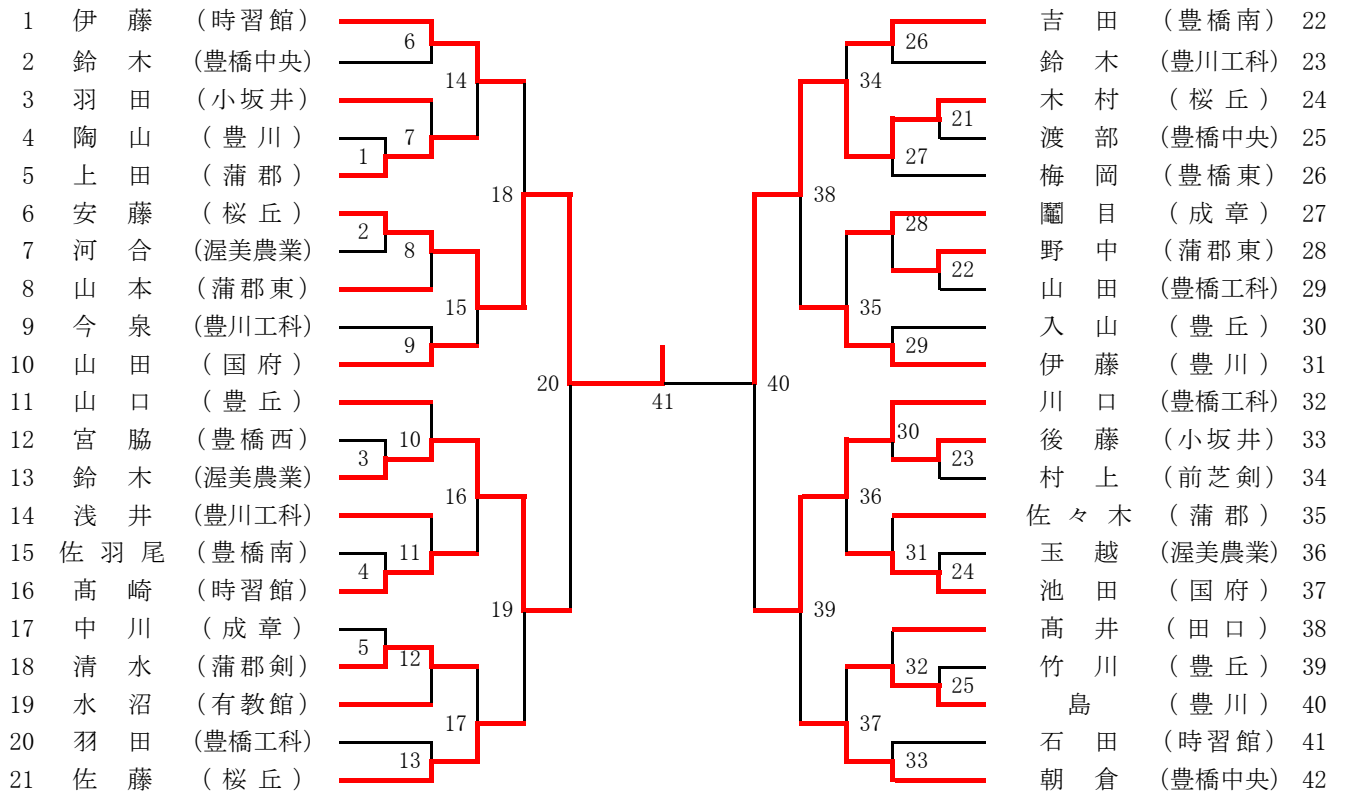 1 伊藤 (時習館)
2 鈴木 (豊橋中央)
3 羽田 (小坂井)
4 陶山 (豊川)
5 上田 (蒲郡)
6 安藤 (桜丘)
7 河合 (渥美農業)
8 山本 (蒲郡東)
9 今泉 (豊川工科)
10 山田 (国府)
11 山口 (豊丘)
12 宮脇 (豊橋西)
13 鈴木 (渥美農業)
14 浅井 (豊川工科)
15 佐羽尾 (豊橋南)
16 髙崎 (時習館)
17 中川 (成章)
18 清水 (蒲郡剣)
19 水沼 (有教館)
20 羽田 (豊橋工科)
21 佐藤 (桜丘)
6
14
7
1
18
2
8
15
9
20
10
3
16
11
4
19
5
12
17
13
41
26
34
21
27
38
28
22
35
29
40
30
23
36
31
24
39
32
25
37
33
吉田 (豊橋南) 22
鈴木 (豊川工科) 23
木村 (桜丘) 24
渡部 (豊橋中央) 25
梅岡 (豊橋東) 26
目 (成章) 27
野中 (蒲郡東) 28
山田 (豊橋工科) 29
入山 (豊丘) 30
伊藤 (豊川) 31
川口 (豊橋工科) 32
後藤 (小坂井) 33
村上 (前芝剣) 34
佐々木 (蒲郡) 35
玉越 (渥美農業) 36
池田 (国府) 37
髙井 (田口) 38
竹川 (豊丘) 39
島 (豊川) 40
石田 (時習館) 41
朝倉 (豊橋中央) 42